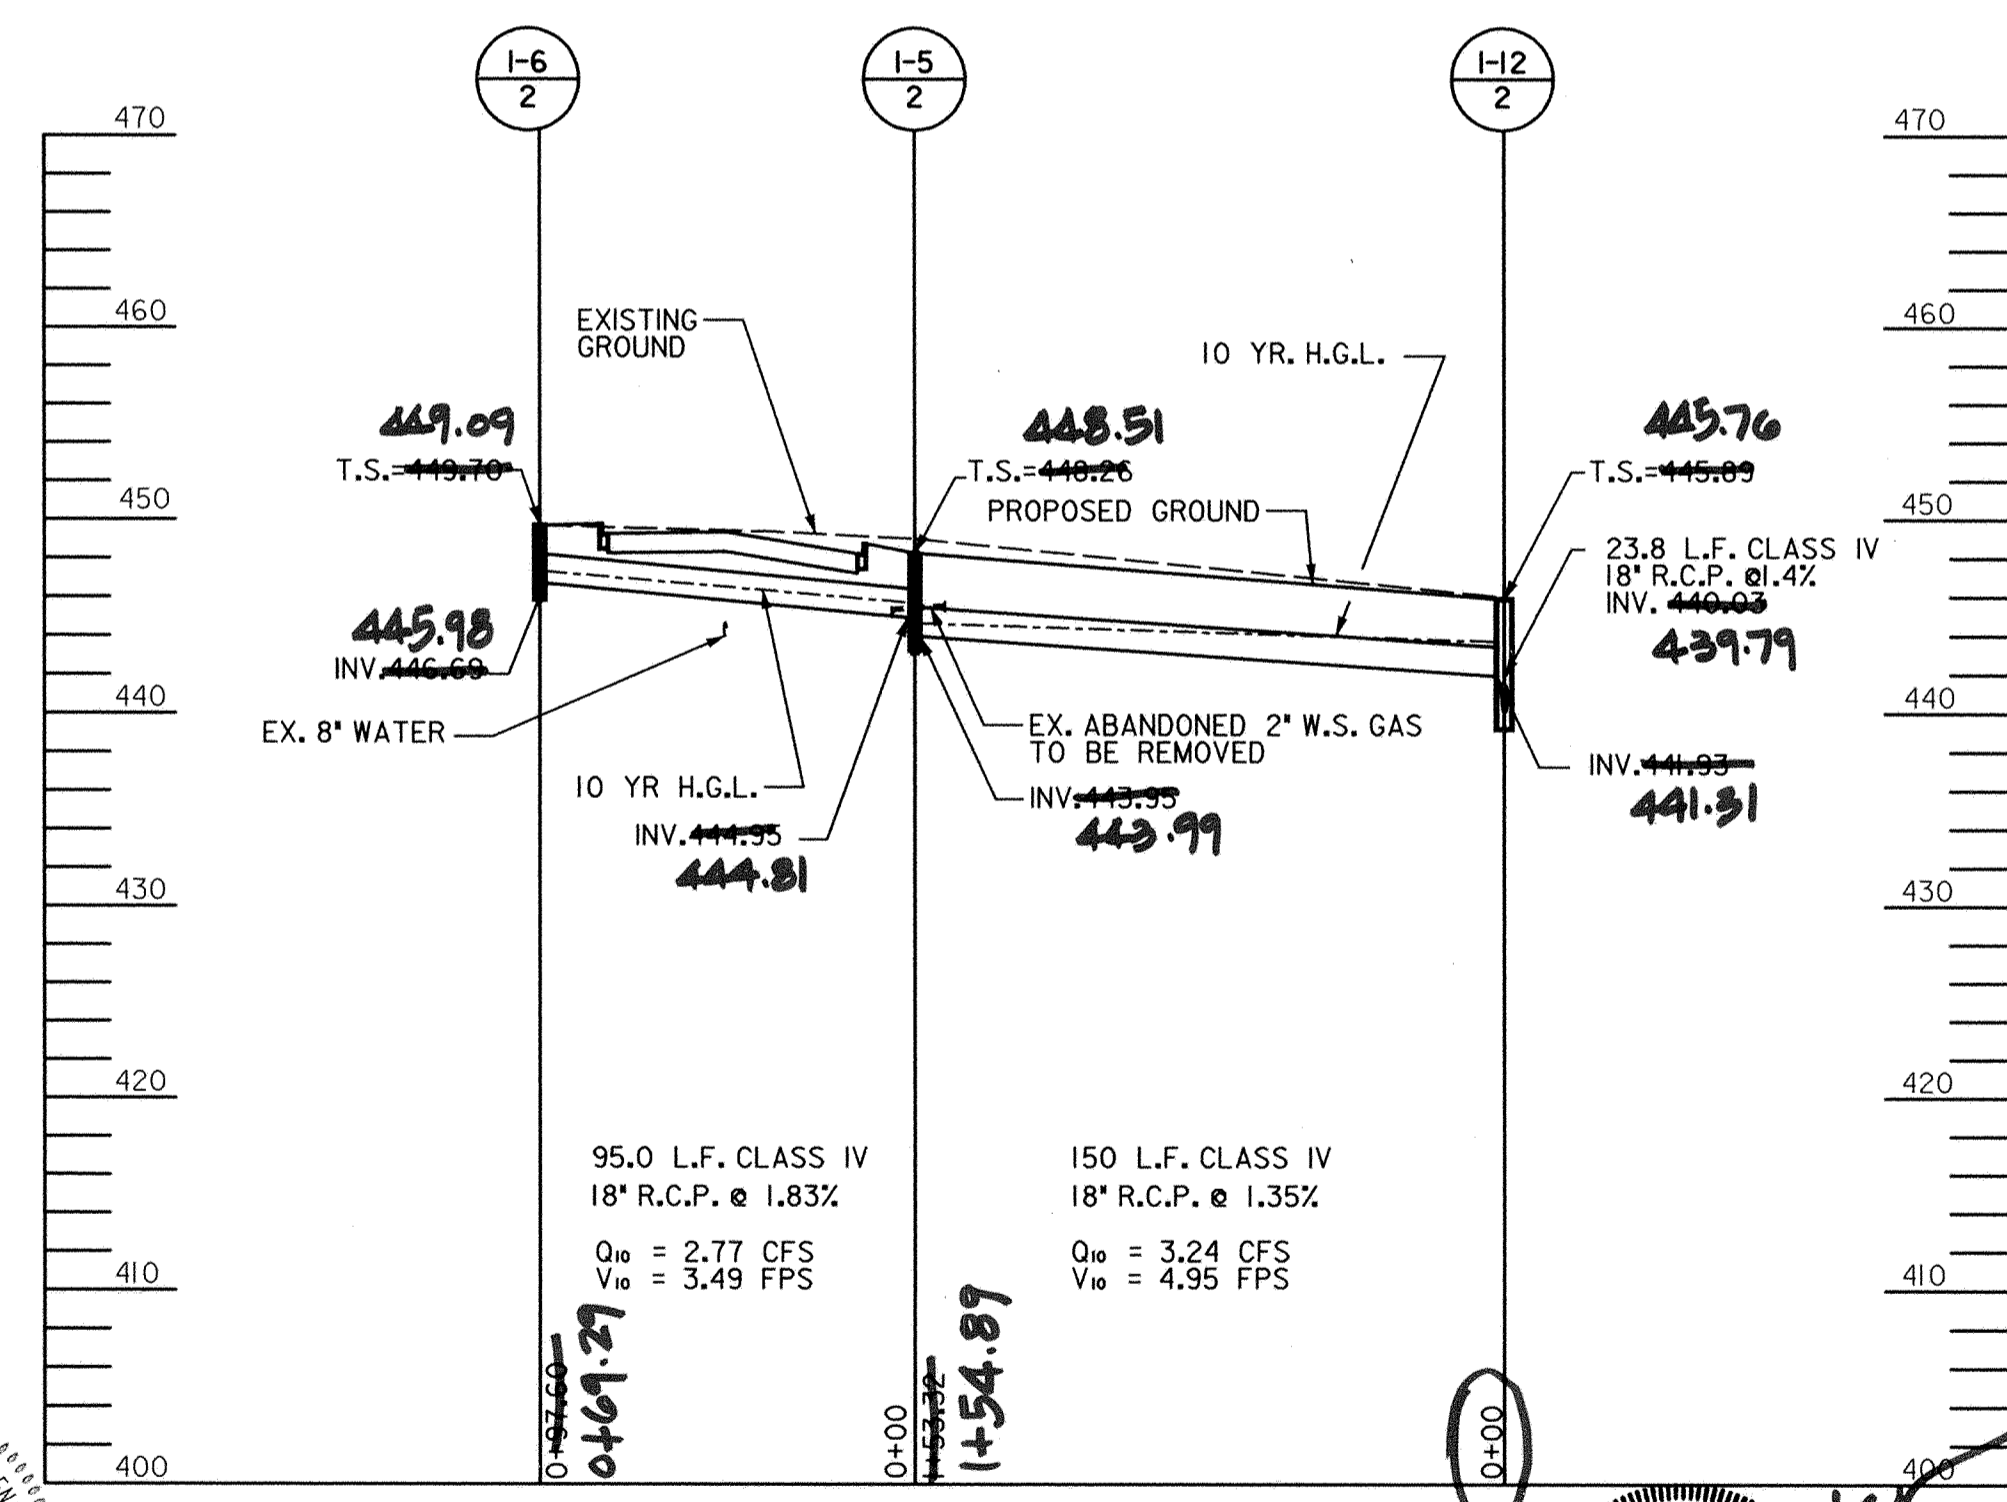 I-6
2
I-5
2
I-12
2
470
470
460
460
EXISTING
GROUND
10 YR. H.G.L.
449.09
T.S.=449.70
448.51
T.S.=448.26
PROPOSED GROUND
445.76
T.S.=445.89
450
450
23.8 L.F. CLASS IV
18" R.C.P. @1.4%
INV. 440.03
439.79
445.98
INV.446.69
440
440
EX. 8" WATER
EX. ABANDONED 2" W.S. GAS
TO BE REMOVED
10 YR H.G.L.
INV.443.95
443.99
INV.441.93
441.31
INV.444.95
444.81
430
430
420
420
95.0 L.F. CLASS IV
18" R.C.P. @ 1.83%
Q10 = 2.77 CFS
V10 = 3.49 FPS
150 L.F. CLASS IV
18" R.C.P. @ 1.35%
Q10 = 3.24 CFS
V10 = 4.95 FPS
410
410
0+97.60
0+69.29
0+00
1+53.32
1+54.89
0+00
400
400